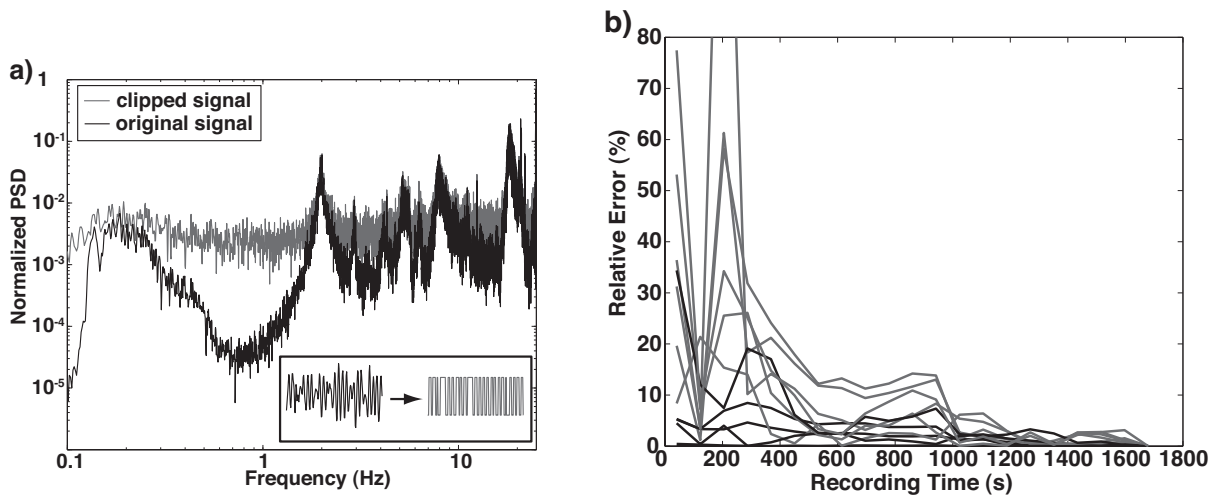 a)
Normalized PSD
1
10-1
10-2
10-3
10-4
10-5
clipped signal
original signal
0.1 1 10
Frequency (Hz)
b)
Relative Error (%)
80
70
60
50
40
30
20
10
0
0 200 400 600 800 1000 1200 1400 1600 1800
Recording Time (s)